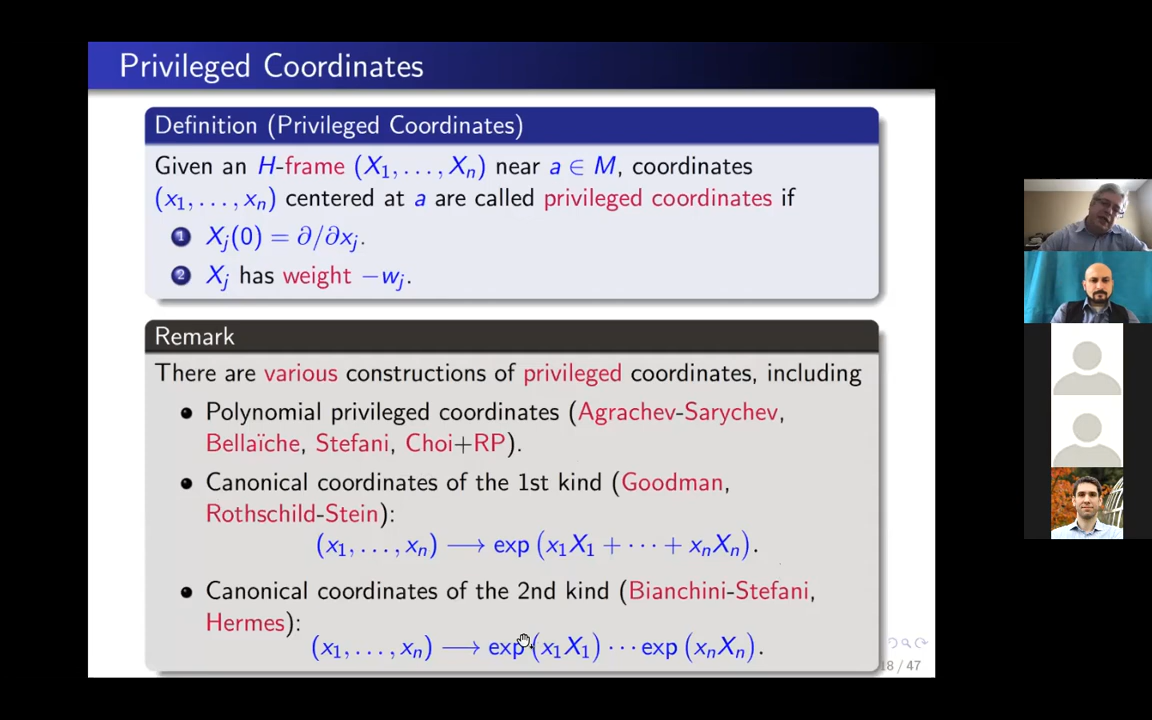 Privileged Coordinates
Definition (Privileged Coordinates)
Given an H-frame (X₁, . . . , Xₙ) near a ∈ M, coordinates
(x₁, . . . , xₙ) centered at a are called privileged coordinates if
1 Xⱼ(0) = ∂/∂xⱼ.
2 Xⱼ has weight −wⱼ.
Remark
There are various constructions of privileged coordinates, including
• Polynomial privileged coordinates (Agrachev-Sarychev,
Bellaïche, Stefani, Choi+RP).
• Canonical coordinates of the 1st kind (Goodman,
Rothschild-Stein):
(x₁, . . . , xₙ) ⟶ exp (x₁X₁ + · · · + xₙXₙ).
• Canonical coordinates of the 2nd kind (Bianchini-Stefani,
Hermes):
(x₁, . . . , xₙ) ⟶ exp (x₁X₁) · · · exp (xₙXₙ).
18 / 47